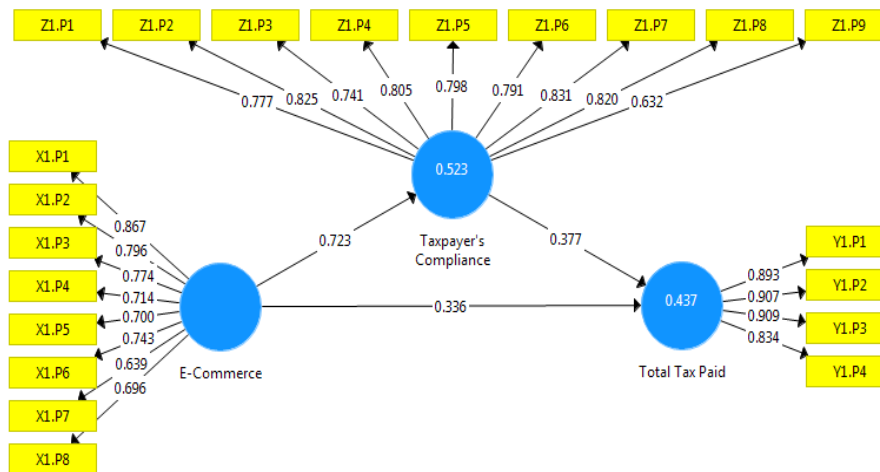 Z1.P1 Z1.P2 Z1.P3 Z1.P4 Z1.P5 Z1.P6 Z1.P7 Z1.P8 Z1.P9
0.777 0.825 0.741 0.805 0.798 0.791 0.831 0.820 0.632
X1.P1
X1.P2
X1.P3
X1.P4
X1.P5
X1.P6
X1.P7
X1.P8
0.867
0.796
0.774
0.714
0.700
0.743
0.639
0.696
E-Commerce
0.723
0.523
Taxpayer's
Compliance
0.377
0.336
0.437
Total Tax Paid
0.893
0.907
0.909
0.834
Y1.P1
Y1.P2
Y1.P3
Y1.P4